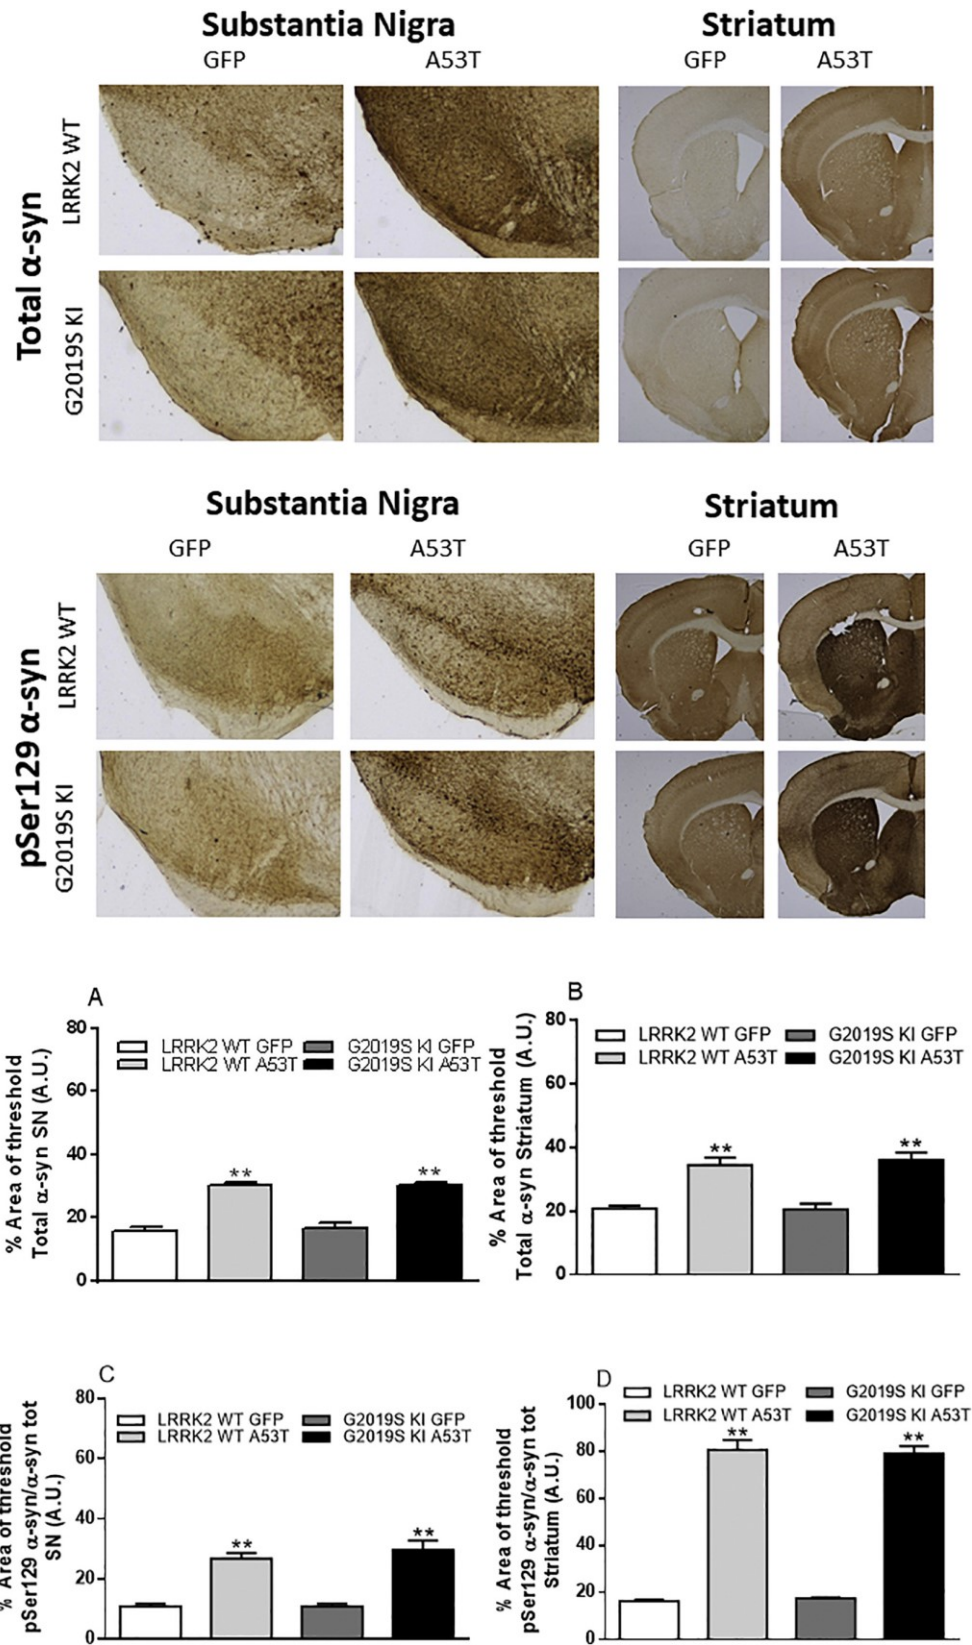 Substantia Nigra Striatum
GFP A53T GFP A53T
Total α-syn
LRRK2 WT
G2019S KI
Substantia Nigra Striatum
GFP A53T GFP A53T
pSer129 α-syn
LRRK2 WT
G2019S KI
A
% Area of threshold
Total α-syn SN (A.U.)
80
60
40
20
0
LRRK2 WT GFP G2019S KI GFP
LRRK2 WT A53T G2019S KI A53T
** **
B
% Area of threshold
Total α-syn Striatum (A.U.)
80
60
40
20
0
LRRK2 WT GFP G2019S KI GFP
LRRK2 WT A53T G2019S KI A53T
** **
C
% Area of threshold
pSer129 α-syn/α-syn tot
SN (A.U.)
80
60
40
20
0
LRRK2 WT GFP G2019S KI GFP
LRRK2 WT A53T G2019S KI A53T
** **
D
% Area of threshold
pSer129 α-syn/α-syn tot
Striatum (A.U.)
100
80
60
40
20
0
LRRK2 WT GFP G2019S KI GFP
LRRK2 WT A53T G2019S KI A53T
** **